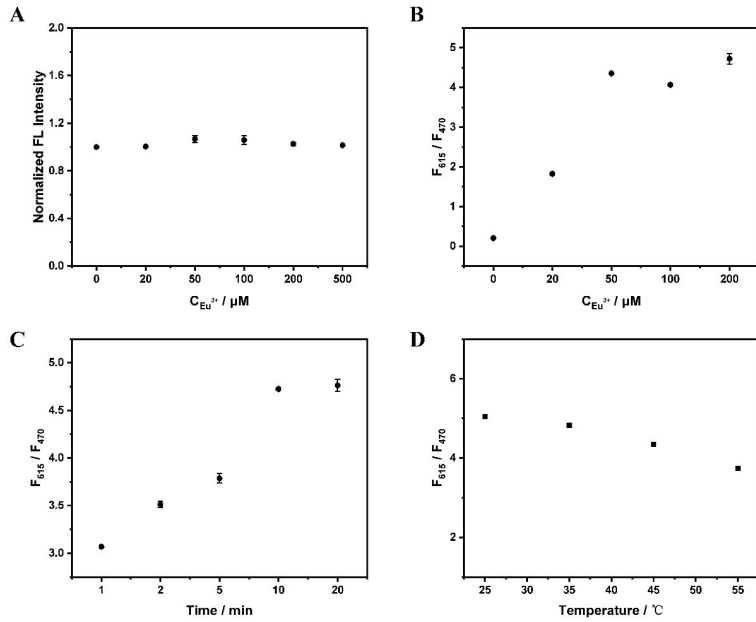 A
Normalized FL Intensity
2.0
1.6
1.2
0.8
0.4
0.0
0 20 50 100 200 500
C_Eu³⁺ / μM
B
F₆₁₅ / F₄₇₀
5
4
3
2
1
0
0 20 50 100 200
C_Eu³⁺ / μM
C
F₆₁₅ / F₄₇₀
5.0
4.5
4.0
3.5
3.0
1 2 5 10 20
Time / min
D
F₆₁₅ / F₄₇₀
6
4
2
25 30 35 40 45 50 55
Temperature / ℃